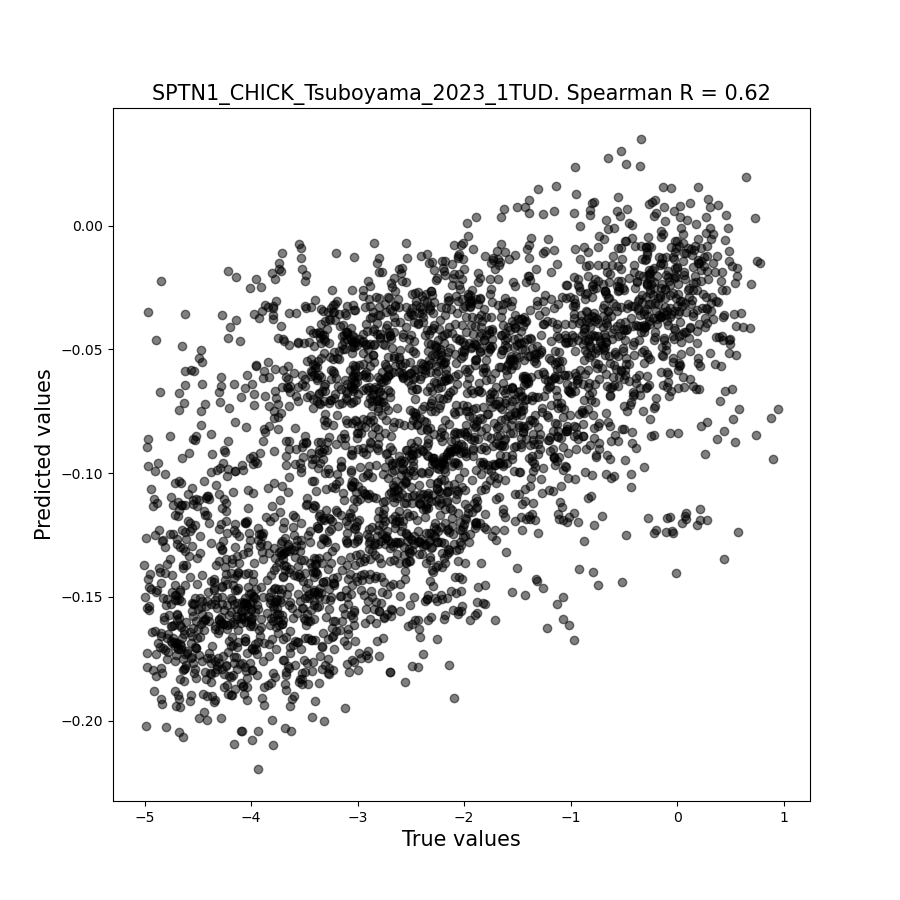 SPTN1_CHICK_Tsuboyama_2023_1TUD. Spearman R = 0.62
0.00
−0.05
−0.10
−0.15
−0.20
Predicted values
−5 −4 −3 −2 −1 0 1
True values